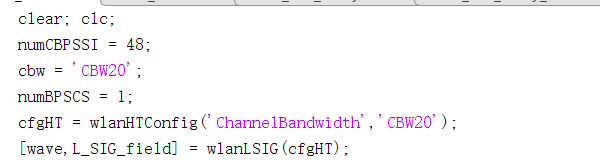 clear; clc;
numCBPSSI = 48;
cbw = 'CBW20';
numBPSCS = 1;
cfgHT = wlanHTConfig('ChannelBandwidth','CBW20');
[wave,L_SIG_field] = wlanLSIG(cfgHT);